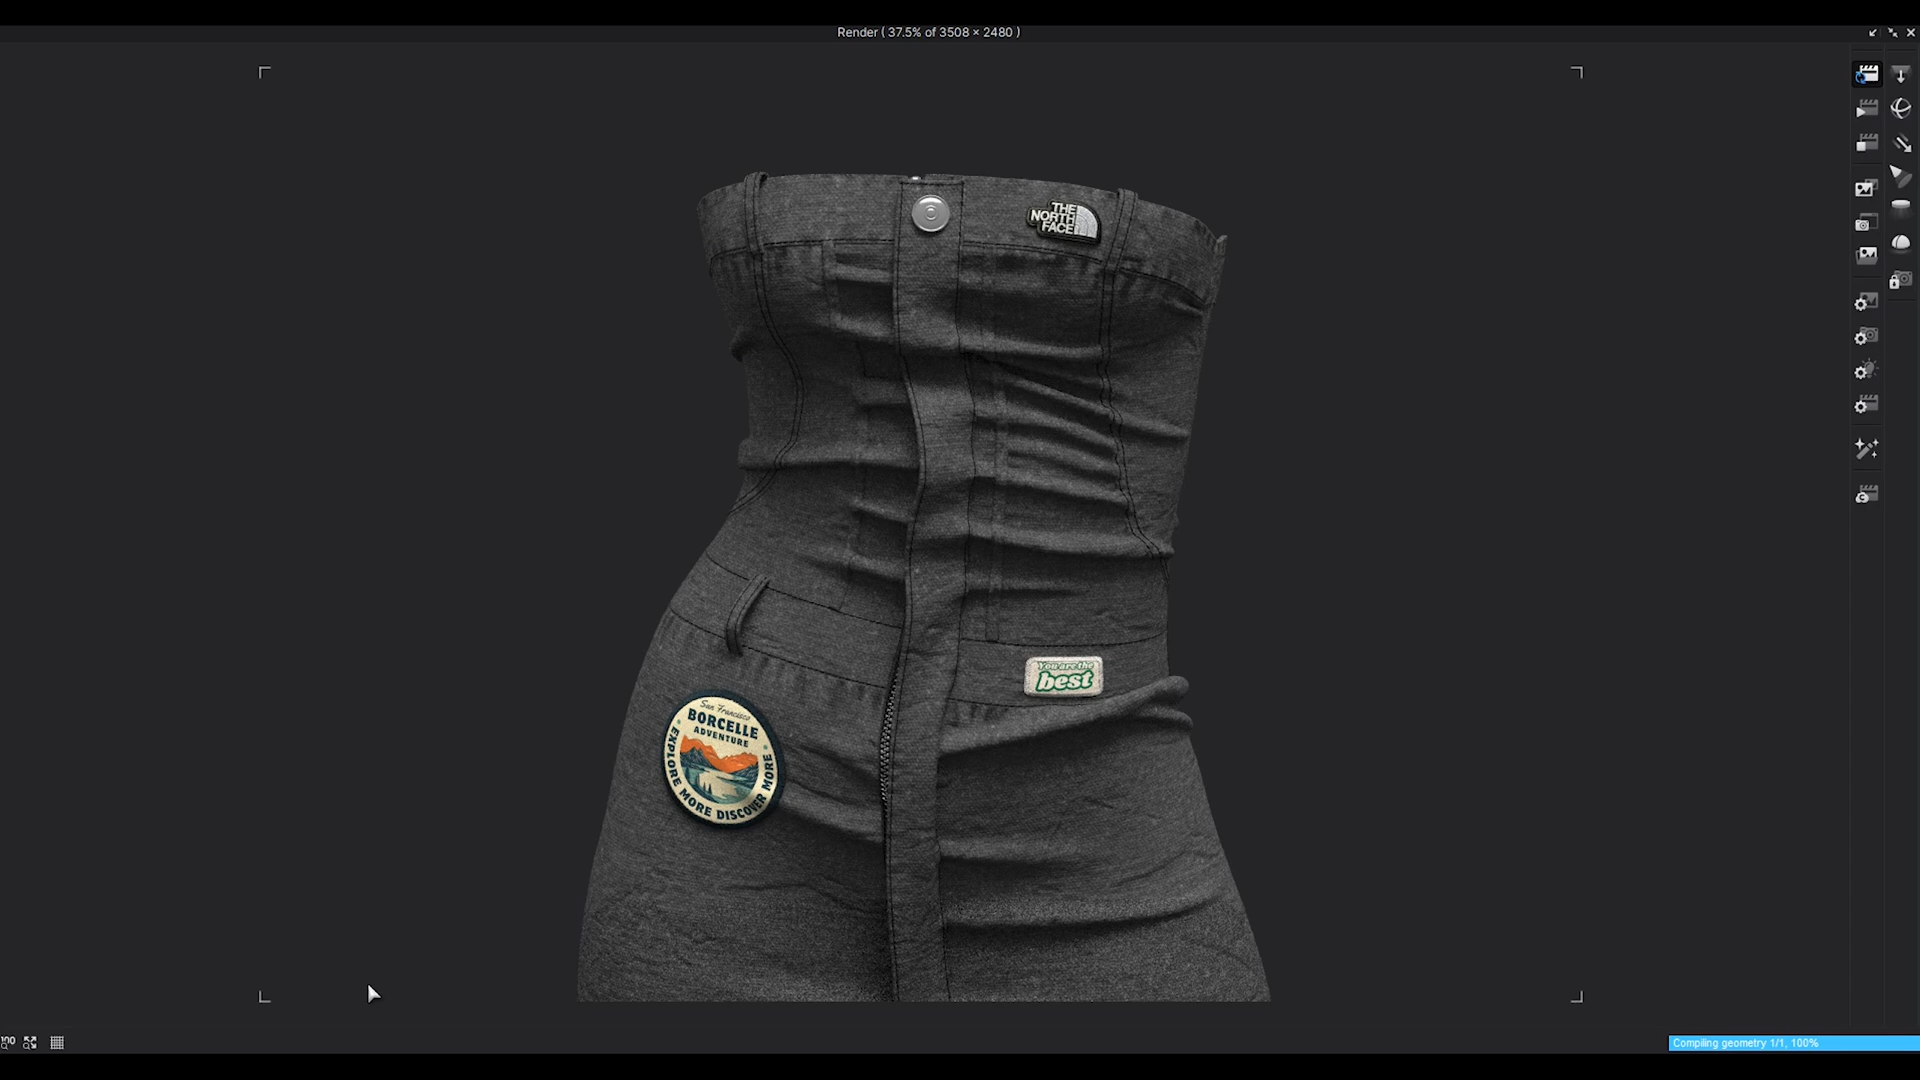 Render ( 37.5% of 3508 × 2480 )
THE
NORTH
FACE
You are the
best
San Francisco
BORCELLE
ADVENTURE
EXPLORE MORE DISCOVER MORE
100
Compiling geometry 1/1, 100%